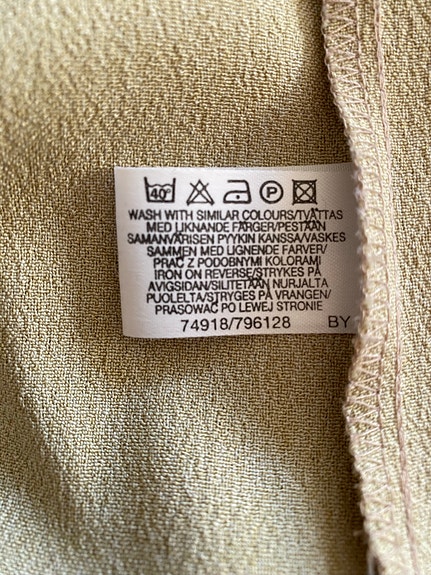 40°
P
WASH WITH SIMILAR COLOURS/TVÄTTAS
MED LIKNANDE FÄRGER/PESTÄÄN
SAMANVÄRISEN PYYKIN KANSSA/VASKES
SAMMEN MED LIGNENDE FARVER/
PRAĆ Z PODOBNYMI KOLORAMI
IRON ON REVERSE/STRYKES PÅ
AVIGSIDAN/SILITETÄÄN NURJALTA
PUOLELTA/STRYGES PÅ VRANGEN/
PRASOWAĆ PO LEWEJ STRONIE
74918/796128 BY